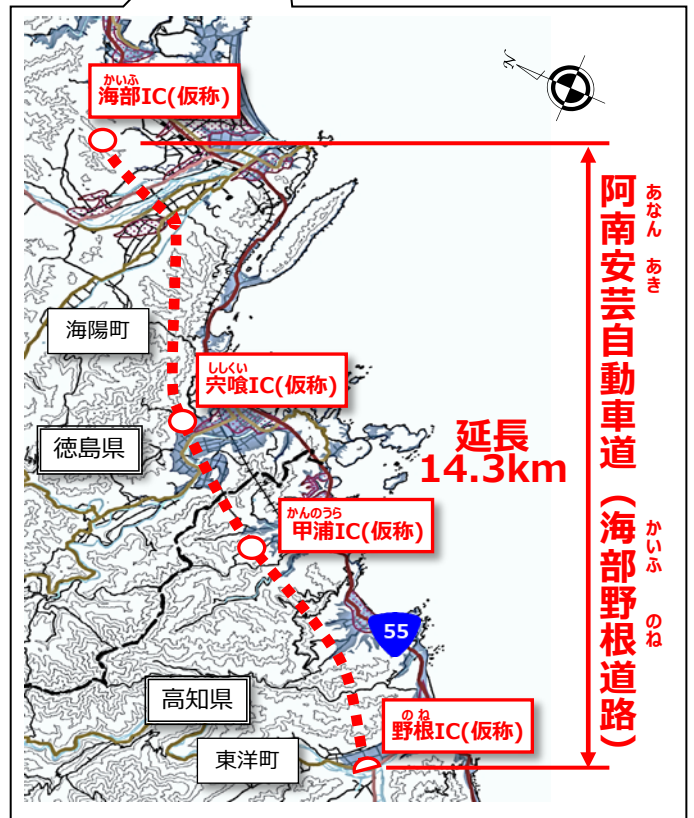 かいふ
海部IC(仮称)
N
海陽町
ししくい
宍喰IC(仮称)
徳島県
延長
14.3km
かんのうら
甲浦IC(仮称)
55
高知県
のね
野根IC(仮称)
東洋町
あなん あき
阿南安芸自動車道
かいふ のね
(海部野根道路)